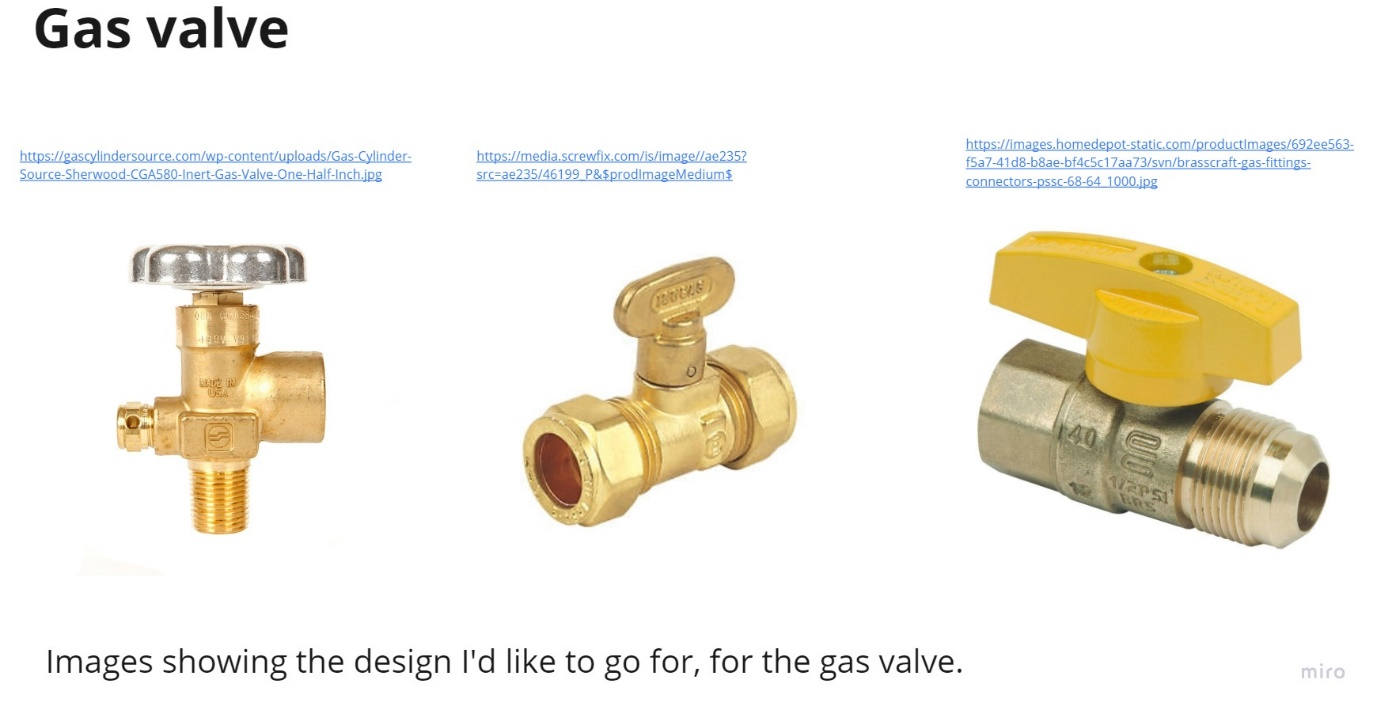 Gas valve
https://gascylindersource.com/wp-content/uploads/Gas-Cylinder-
Source-Sherwood-CGA580-Inert-Gas-Valve-One-Half-Inch.jpg
https://media.screwfix.com/is/image//ae235?
src=ae235/46199_P&$prodImageMedium$
https://images.homedepot-static.com/productImages/692ee563-
f5a7-41d8-b8ae-bf4c5c17aa73/svn/brasscraft-gas-fittings-
connectors-pssc-68-64_1000.jpg
MADE IN
USA
40
1/2PSI
Images showing the design I'd like to go for, for the gas valve.
miro